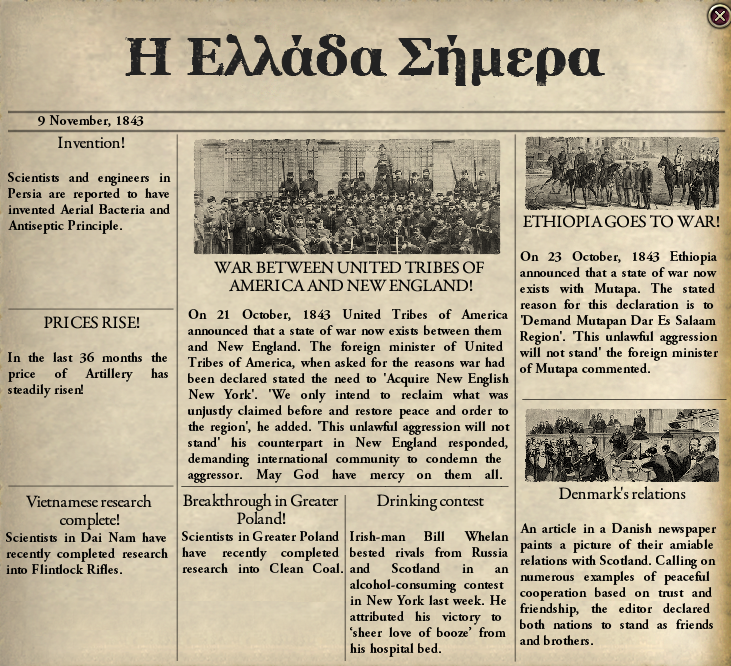 Η Ελλάδα Σήμερα
9 November, 1843
Invention!
Scientists and engineers in
Persia are reported to have
invented Aerial Bacteria and
Antiseptic Principle.
PRICES RISE!
In the last 36 months the
price of Artillery has
steadily risen!
Vietnamese research
complete!
Scientists in Dai Nam have
recently completed research
into Flintlock Rifles.
WAR BETWEEN UNITED TRIBES OF
AMERICA AND NEW ENGLAND!
On 21 October, 1843 United Tribes of America
announced that a state of war now exists between them
and New England. The foreign minister of United
Tribes of America, when asked for the reasons war had
been declared stated the need to 'Acquire New English
New York'. 'We only intend to reclaim what was
unjustly claimed before and restore peace and order to
the region', he added. 'This unlawful aggression will not
stand' his counterpart in New England responded,
demanding international community to condemn the
aggressor. May God have mercy on them all.
Breakthrough in Greater
Poland!
Scientists in Greater Poland
have recently completed
research into Clean Coal.
Drinking contest
Irish-man Bill Whelan
bested rivals from Russia
and Scotland in an
alcohol-consuming contest
in New York last week. He
attributed his victory to
'sheer love of booze' from
his hospital bed.
ETHIOPIA GOES TO WAR!
On 23 October, 1843 Ethiopia
announced that a state of war now
exists with Mutapa. The stated
reason for this declaration is to
'Demand Mutapan Dar Es Salaam
Region'. 'This unlawful aggression
will not stand' the foreign minister
of Mutapa commented.
Denmark's relations
An article in a Danish newspaper
paints a picture of their amiable
relations with Scotland. Calling on
numerous examples of peaceful
cooperation based on trust and
friendship, the editor declared
both nations to stand as friends
and brothers.